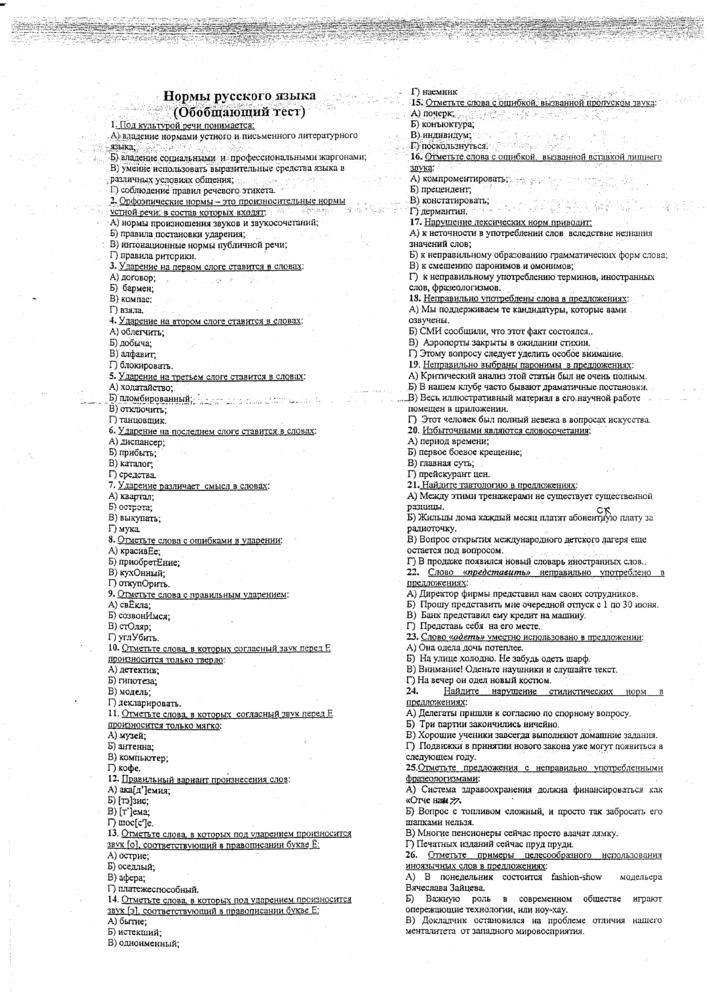 Нормы русского языка
(Обобщающий тест)
1. Под культурой речи понимается:
А) владение нормами устного и письменного литературного
языка;
Б) владение социальными и профессиональными жаргонами;
В) умение использовать выразительные средства языка в
различных условиях общения;
Г) соблюдение правил речевого этикета.
2. Орфоэпические нормы – это произносительные нормы
устной речи, в состав которых входят:
А) нормы произношения звуков и звукосочетаний;
Б) правила постановки ударения;
В) интонационные нормы публичной речи;
Г) правила риторики.
3. Ударение на первом слоге ставится в словах:
А) договор;
Б) бармен;
В) компас;
Г) взяла.
4. Ударение на втором слоге ставится в словах:
А) облегчить;
Б) добыча;
В) алфавит;
Г) блокировать.
5. Ударение на третьем слоге ставится в словах:
А) ходатайство;
Б) пломбированный;
В) отключить;
Г) танцовщик.
6. Ударение на последнем слоге ставится в словах:
А) диспансер;
Б) прибыть;
В) каталог;
Г) средства.
7. Ударение различает смысл в словах:
А) квартал;
Б) острота;
В) выкупать;
Г) мука.
8. Отметьте слова с ошибками в ударении:
А) красивЕе;
Б) приобретЕние;
В) кухОнный;
Г) откупОрить.
9. Отметьте слова с правильным ударением:
А) свЕкла;
Б) созвонИмся;
В) стОляр;
Г) углУбить.
10. Отметьте слова, в которых согласный звук перед Е
произносится только твердо:
А) детектив;
Б) гипотеза;
В) модель;
Г) декларировать.
11. Отметьте слова, в которых согласный звук перед Е
произносится только мягко:
А) музей;
Б) антенна;
В) компьютер;
Г) кофе.
12. Правильный вариант произнесения слов:
А) ака[д']емия;
Б) [тэ]зис;
В) [т']ема;
Г) шос[с']е.
13. Отметьте слова, в которых под ударением произносится
звук [о], соответствующий в правописании букве Ё:
А) острие;
Б) оседлый;
В) афера;
Г) платежеспособный.
14. Отметьте слова, в которых под ударением произносится
звук [э], соответствующий в правописании букве Е:
А) бытие;
Б) истекший;
В) одноименный;
Г) наемник
15. Отметьте слова с ошибкой, вызванной пропуском звука:
А) почерк;
Б) конъюктура;
В) индивидум;
Г) поскользнуться.
16. Отметьте слова с ошибкой, вызванной вставкой лишнего
звука:
А) компроментировать;
Б) прецендент;
В) констатировать;
Г) дермантин.
17. Нарушение лексических норм приводит:
А) к неточности в употреблении слов вследствие незнания
значений слов;
Б) к неправильному образованию грамматических форм слова;
В) к смешению паронимов и омонимов;
Г) к неправильному употреблению терминов, иностранных
слов, фразеологизмов.
18. Неправильно употреблены слова в предложениях:
А) Мы поддерживаем те кандидатуры, которые вами
озвучены.
Б) СМИ сообщили, что этот факт состоялся..
В) Аэропорты закрыты в ожидании стихии.
Г) Этому вопросу следует уделить особое внимание.
19. Неправильно выбраны паронимы в предложениях:
А) Критический анализ этой статьи был не очень полным.
Б) В нашем клубе часто бывают драматичные постановки.
В) Весь иллюстративный материал в его научной работе
помещен в приложении.
Г) Этот человек был полный невежа в вопросах искусства.
20. Избыточными являются словосочетания:
А) период времени;
Б) первое боевое крещение;
В) главная суть;
Г) прейскурант цен.
21. Найдите тавтологию в предложениях:
А) Между этими тренажерами не существует существенной
разницы.
Б) Жильцы дома каждый месяц платят абонентскую плату за
радиоточку.
В) Вопрос открытия международного детского лагеря еще
остается под вопросом.
Г) В продаже появился новый словарь иностранных слов..
22. Слово «представить» неправильно употреблено в
предложениях:
А) Директор фирмы представил нам своих сотрудников.
Б) Прошу представить мне очередной отпуск с 1 по 30 июня.
В) Банк представил ему кредит на машину.
Г) Представь себя на его месте.
23. Слово «одеть» уместно использовано в предложении:
А) Она одела дочь потеплее.
Б) На улице холодно. Не забудь одеть шарф.
В) Внимание! Оденьте наушники и слушайте текст.
Г) На вечер он одел новый костюм.
24. Найдите нарушение стилистических норм в
предложениях:
А) Делегаты пришли к согласию по спорному вопросу.
Б) Три партии закончились ничейно.
В) Хорошие ученики завсегда выполняют домашние задания.
Г) Подвижки в принятии нового закона уже могут появиться в
следующем году.
25.Отметьте предложения с неправильно употребленными
фразеологизмами:
А) Система здравоохранения должна финансироваться как
«Отче наш».
Б) Вопрос с топливом сложный, и просто так забросать его
шапками нельзя.
В) Многие пенсионеры сейчас просто влачат лямку.
Г) Печатных изданий сейчас пруд пруди.
26. Отметьте примеры целесообразного использования
иноязычных слов в предложениях:
А) В понедельник состоится fashion-show модельера
Вячеслава Зайцева.
Б) Важную роль в современном обществе играют
опережающие технологии, или ноу-хау.
В) Докладчик остановился на проблеме отличия нашего
менталитета от западного мировосприятия.